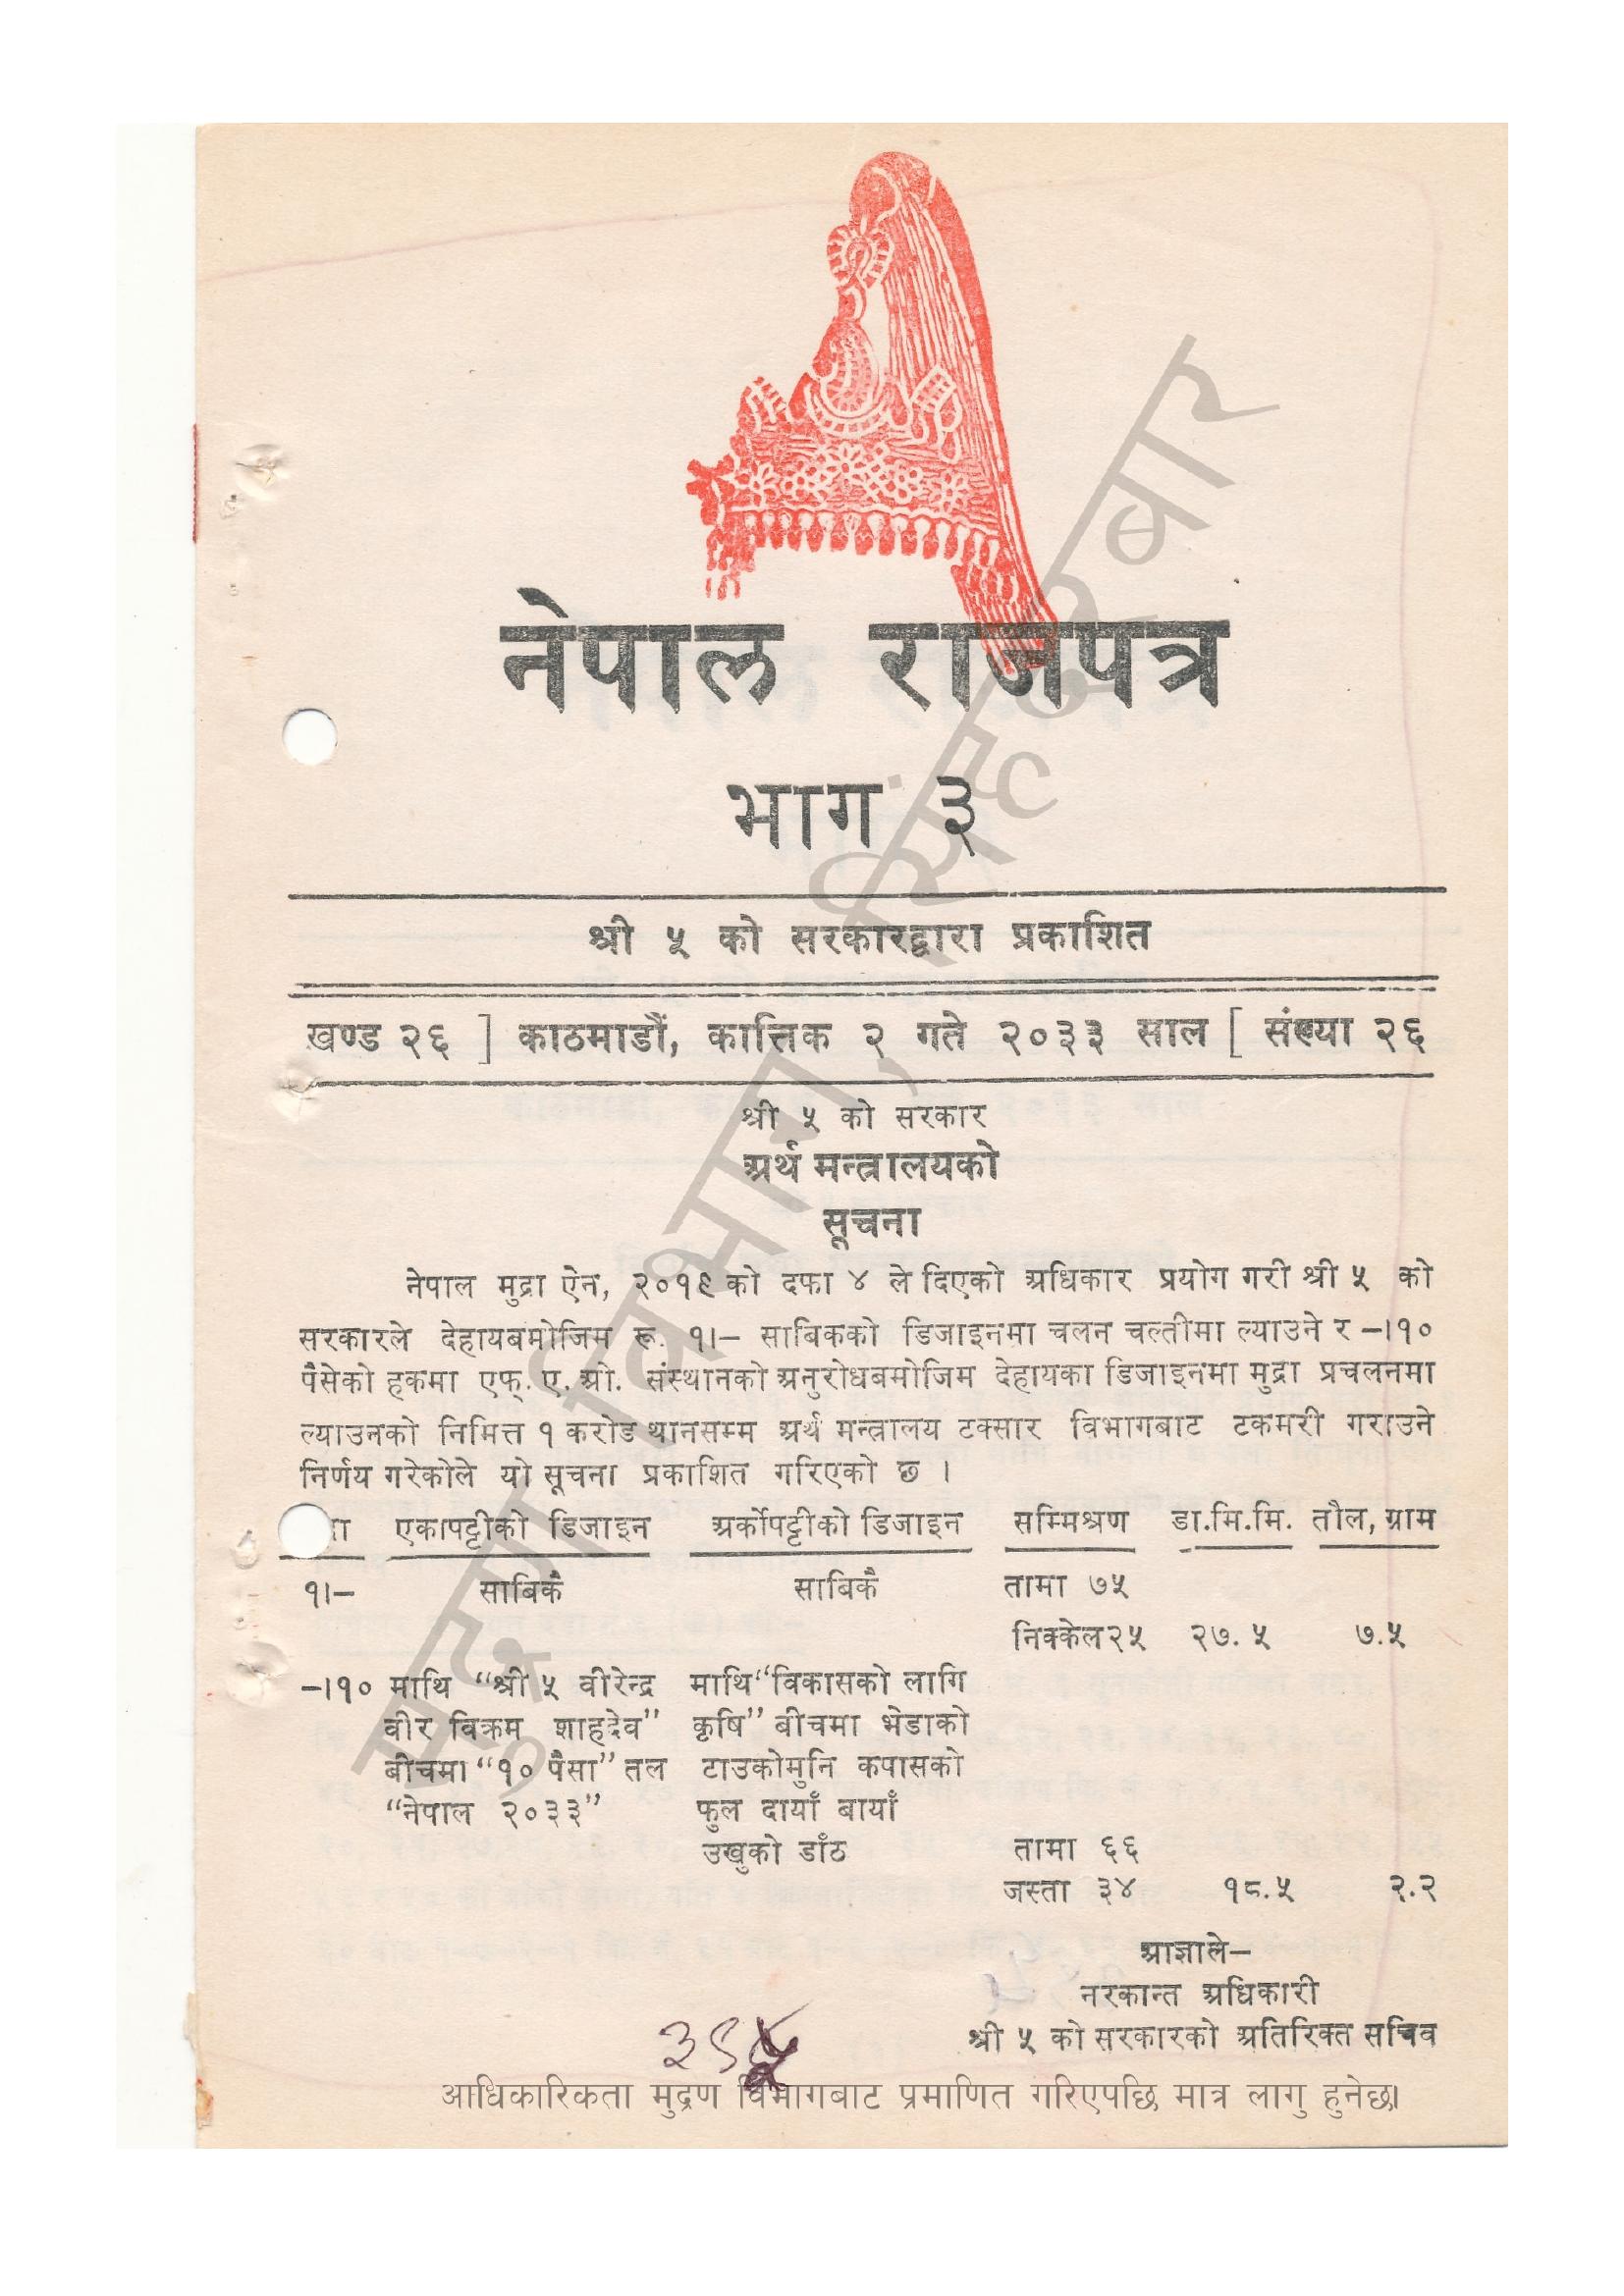 नेपाल राजपत्र
भाग ३
श्री ५ को सरकारद्वारा प्रकाशित
खण्ड २६ ] काठमाडौं, कात्तिक २ गते २०३३ साल [ संख्या २६
श्री ५ को सरकार
अर्थ मन्त्रालयको
सूचना
नेपाल मुद्रा ऐन, २०१९ को दफा ४ ले दिएको अधिकार प्रयोग गरी श्री ५ को
सरकारले देहायबमोजिम रू. १।– साबिकको डिजाइनमा चलन चल्तीमा ल्याउने र –।१०
पैसेको हकमा एफ्. ए. ओ. संस्थानको अनुरोधबमोजिम देहायका डिजाइनमा मुद्रा प्रचलनमा
ल्याउनको निमित्त १ करोड थानसम्म अर्थ मन्त्रालय टक्सार विभागबाट टकमरी गराउने
निर्णय गरेकोले यो सूचना प्रकाशित गरिएको छ ।
एकापट्टीको डिजाइन अर्कोपट्टीको डिजाइन सम्मिश्रण डा.मि.मि. तौल, ग्राम
१।– साबिकै साबिकै तामा ७५
निक्केल २५ २७.५ ७.५
–।१० माथि “श्री ५ वीरेन्द्र माथि “विकासको लागि
वीर विक्रम शाहदेव” कृषि” बीचमा भेडाको
बीचमा “१० पैसा” तल टाउकोमुनि कपासको
“नेपाल २०३३” फुल दायाँ बायाँ
उखुको डाँठ तामा ६६
जस्ता ३४ १८.५ २.२
आज्ञाले–
नरकान्त अधिकारी
श्री ५ को सरकारको अतिरिक्त सचिव
आधिकारिकता मुद्रण विभागबाट प्रमाणित गरिएपछि मात्र लागु हुनेछ।
मुद्रण विभाग, सिंहदरबार